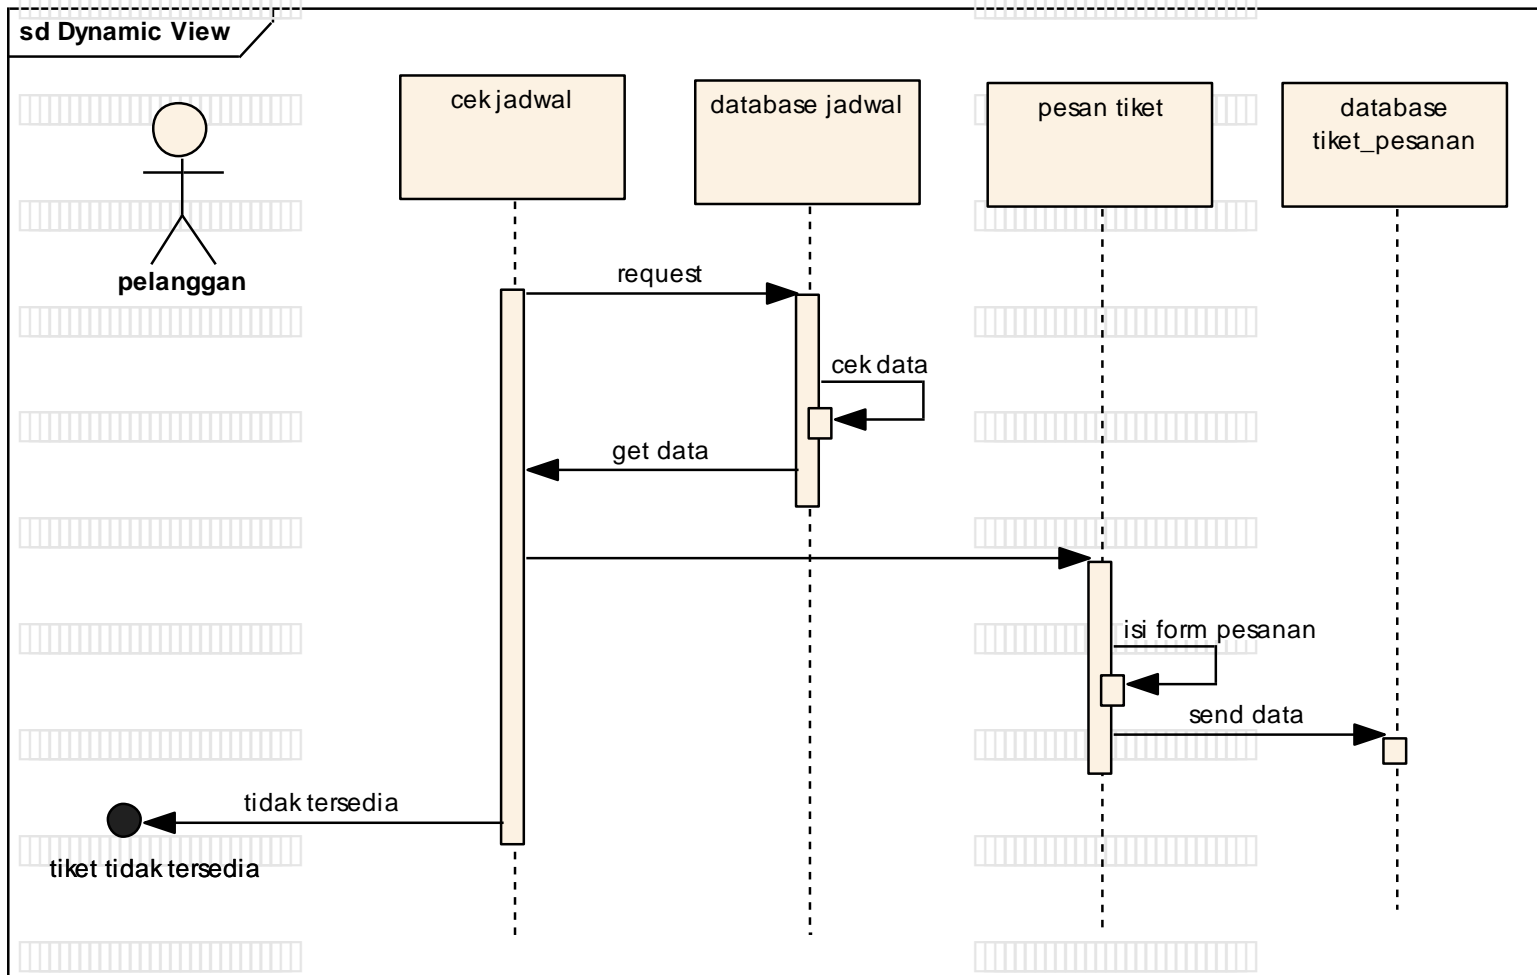 sd Dynamic View
cek jadwal
database jadwal
pesan tiket
database
tiket_pesanan
pelanggan
request
cek data
get data
isi form pesanan
send data
tidak tersedia
tiket tidak tersedia